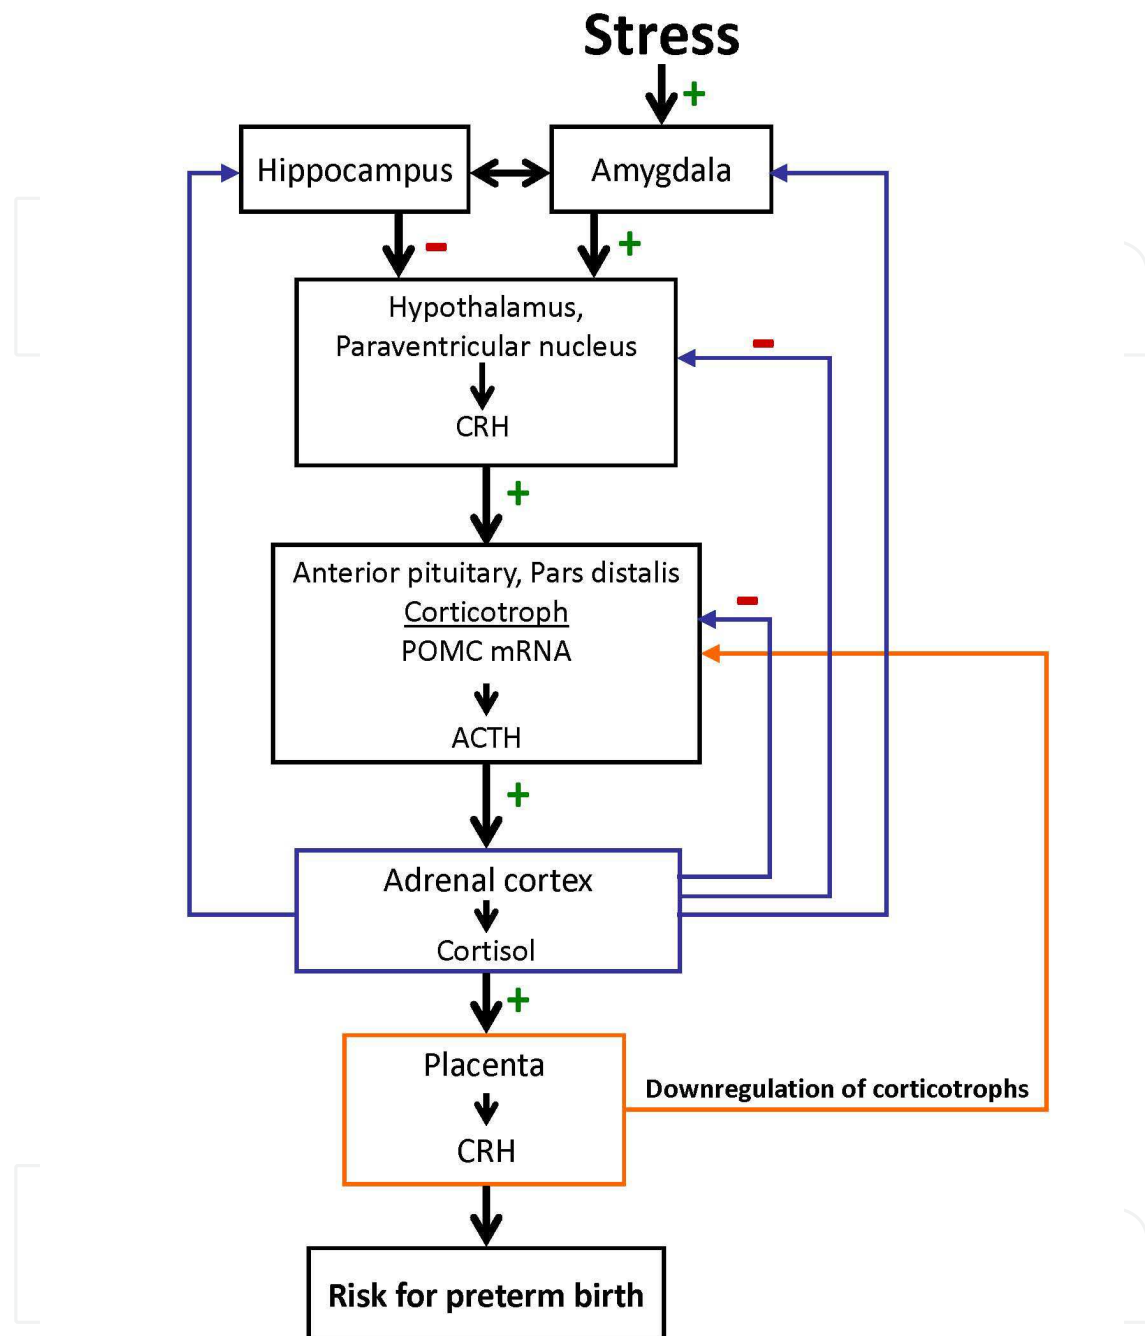 Stress
+
Hippocampus
Amygdala
-
+
Hypothalamus,
Paraventricular nucleus
-
CRH
+
Anterior pituitary, Pars distalis
-
Corticotroph
POMC mRNA
ACTH
+
Adrenal cortex
Cortisol
+
Placenta
Downregulation of corticotrophs
CRH
Risk for preterm birth